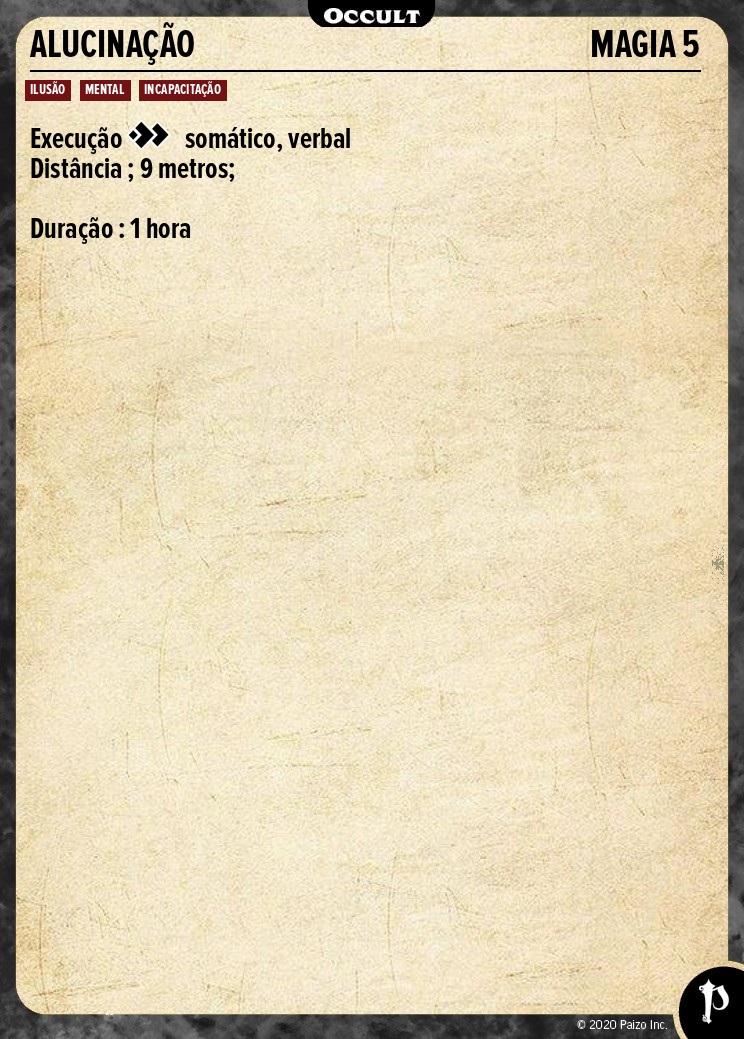 Occult
ALUCINAÇÃO MAGIA 5
ILUSÃO MENTAL INCAPACITAÇÃO
Execução somático, verbal
Distância ; 9 metros;
Duração : 1 hora
© 2020 Paizo Inc.
P